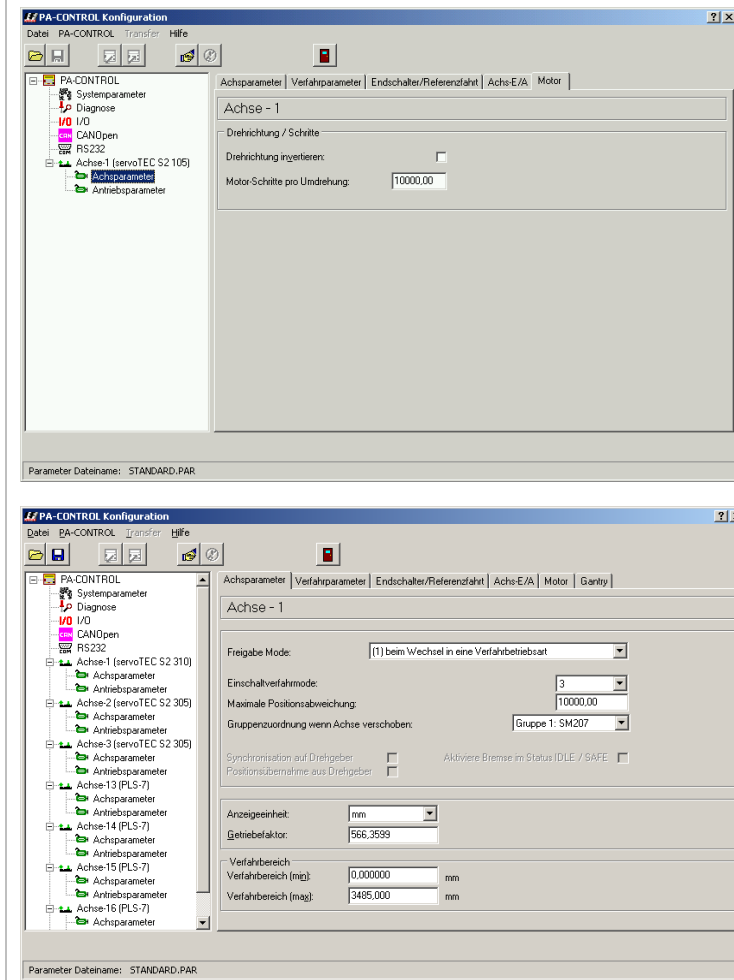 PA-CONTROL Konfiguration
Datei PA-CONTROL Transfer Hilfe
PA-CONTROL
Systemparameter
Diagnose
I/O I/O
CAN CANOpen
COM RS232
Achse-1 (servoTEC S2 105)
Achsparameter
Antriebsparameter
Achsparameter Verfahrparameter Endschalter/Referenzfahrt Achs-E/A Motor
Achse - 1
Drehrichtung / Schritte
Drehrichtung invertieren:
Motor-Schritte pro Umdrehung: 10000,00
Parameter Dateiname: STANDARD.PAR
PA-CONTROL Konfiguration
Datei PA-CONTROL Transfer Hilfe
PA-CONTROL
Systemparameter
Diagnose
I/O I/O
CAN CANOpen
COM RS232
Achse-1 (servoTEC S2 310)
Achsparameter
Antriebsparameter
Achse-2 (servoTEC S2 305)
Achsparameter
Antriebsparameter
Achse-3 (servoTEC S2 305)
Achsparameter
Antriebsparameter
Achse-13 (PLS-7)
Achsparameter
Antriebsparameter
Achse-14 (PLS-7)
Achsparameter
Antriebsparameter
Achse-15 (PLS-7)
Achsparameter
Antriebsparameter
Achse-16 (PLS-7)
Achsparameter
Achsparameter Verfahrparameter Endschalter/Referenzfahrt Achs-E/A Motor Gantry
Achse - 1
Freigabe Mode: (1) beim Wechsel in eine Verfahrbetriebsart
Einschaltverfahrmode: 3
Maximale Positionsabweichung: 10000,00
Gruppenzuordnung wenn Achse verschoben: Gruppe 1: SM207
Synchronisation auf Drehgeber Aktiviere Bremse im Status IDLE / SAFE
Positionsübernahme aus Drehgeber
Anzeigeeinheit: mm
Getriebefaktor: 566,3599
Verfahrbereich
Verfahrbereich (min): 0,000000 mm
Verfahrbereich (max): 3485,000 mm
Parameter Dateiname: STANDARD.PAR